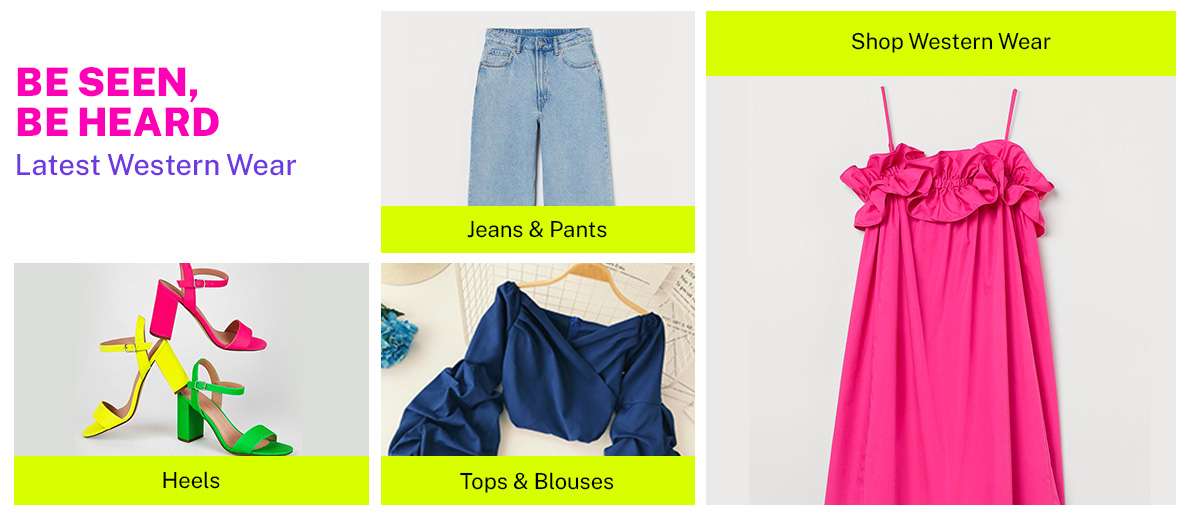 BE SEEN,
BE HEARD
Latest Western Wear
Jeans & Pants
Shop Western Wear
Heels
Tops & Blouses